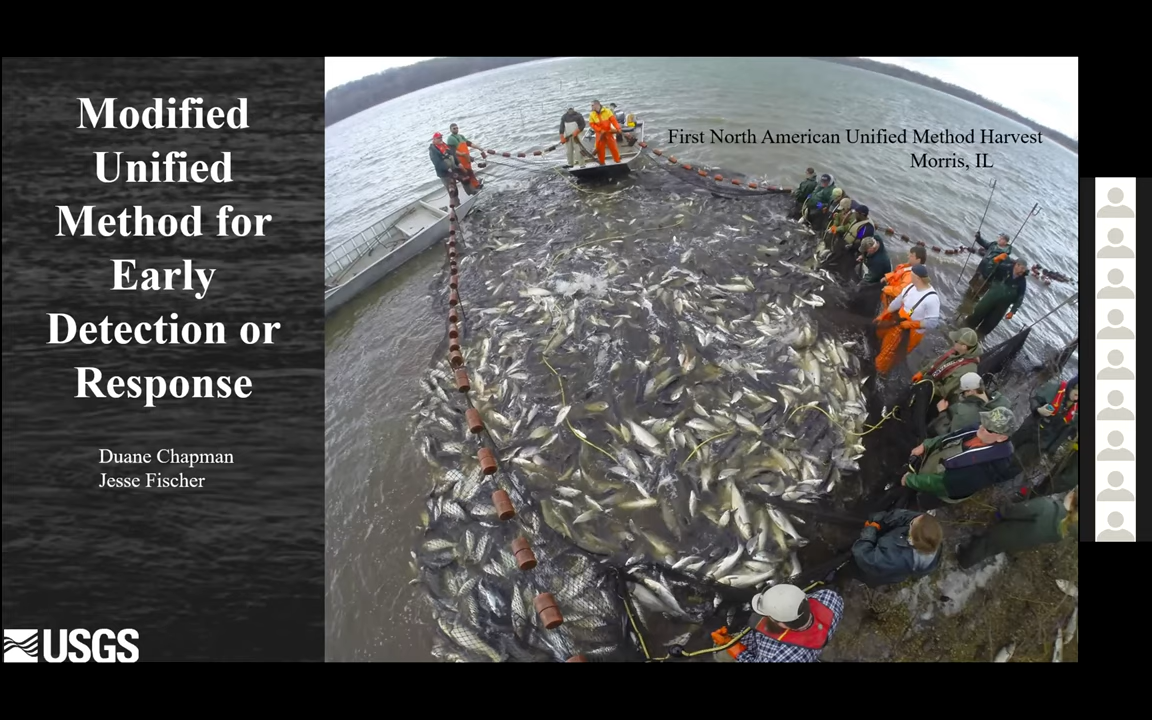 Modified
Unified
Method for
Early
Detection or
Response
Duane Chapman
Jesse Fischer
USGS
First North American Unified Method Harvest
Morris, IL